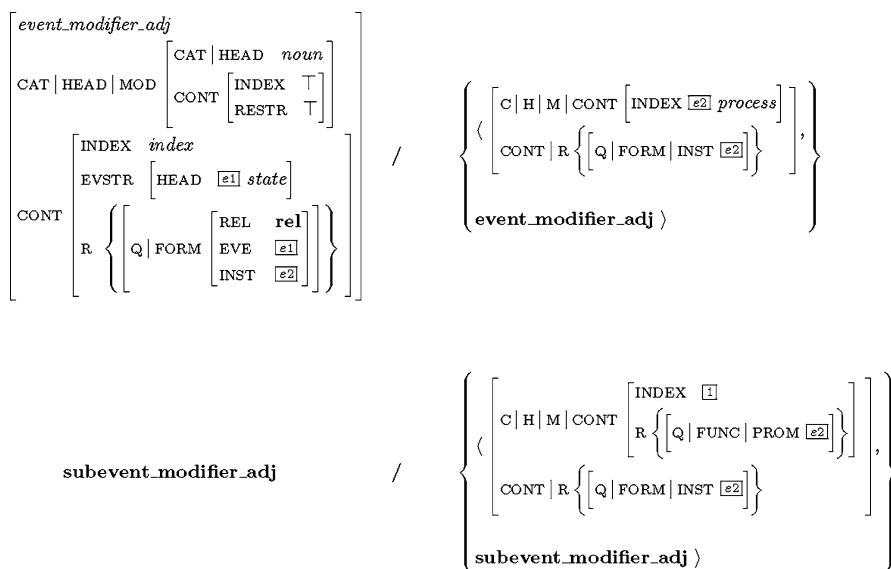 event_modifier_adj
CAT | HEAD | MOD [ CAT | HEAD noun
CONT [ INDEX ⊤
RESTR ⊤ ] ]
CONT [ INDEX index
EVSTR [ HEAD e1 state ]
R { [ Q | FORM [ REL rel
EVE e1
INST e2 ] ] } ]
/
{ ⟨ [ C | H | M | CONT [ INDEX e2 process ]
CONT | R { [ Q | FORM | INST e2 ] } ] ,
event_modifier_adj ⟩ }
subevent_modifier_adj
/
{ ⟨ [ C | H | M | CONT [ INDEX 1
R { [ Q | FUNC | PROM e2 ] } ]
CONT | R { [ Q | FORM | INST e2 ] } ] ,
subevent_modifier_adj ⟩ }